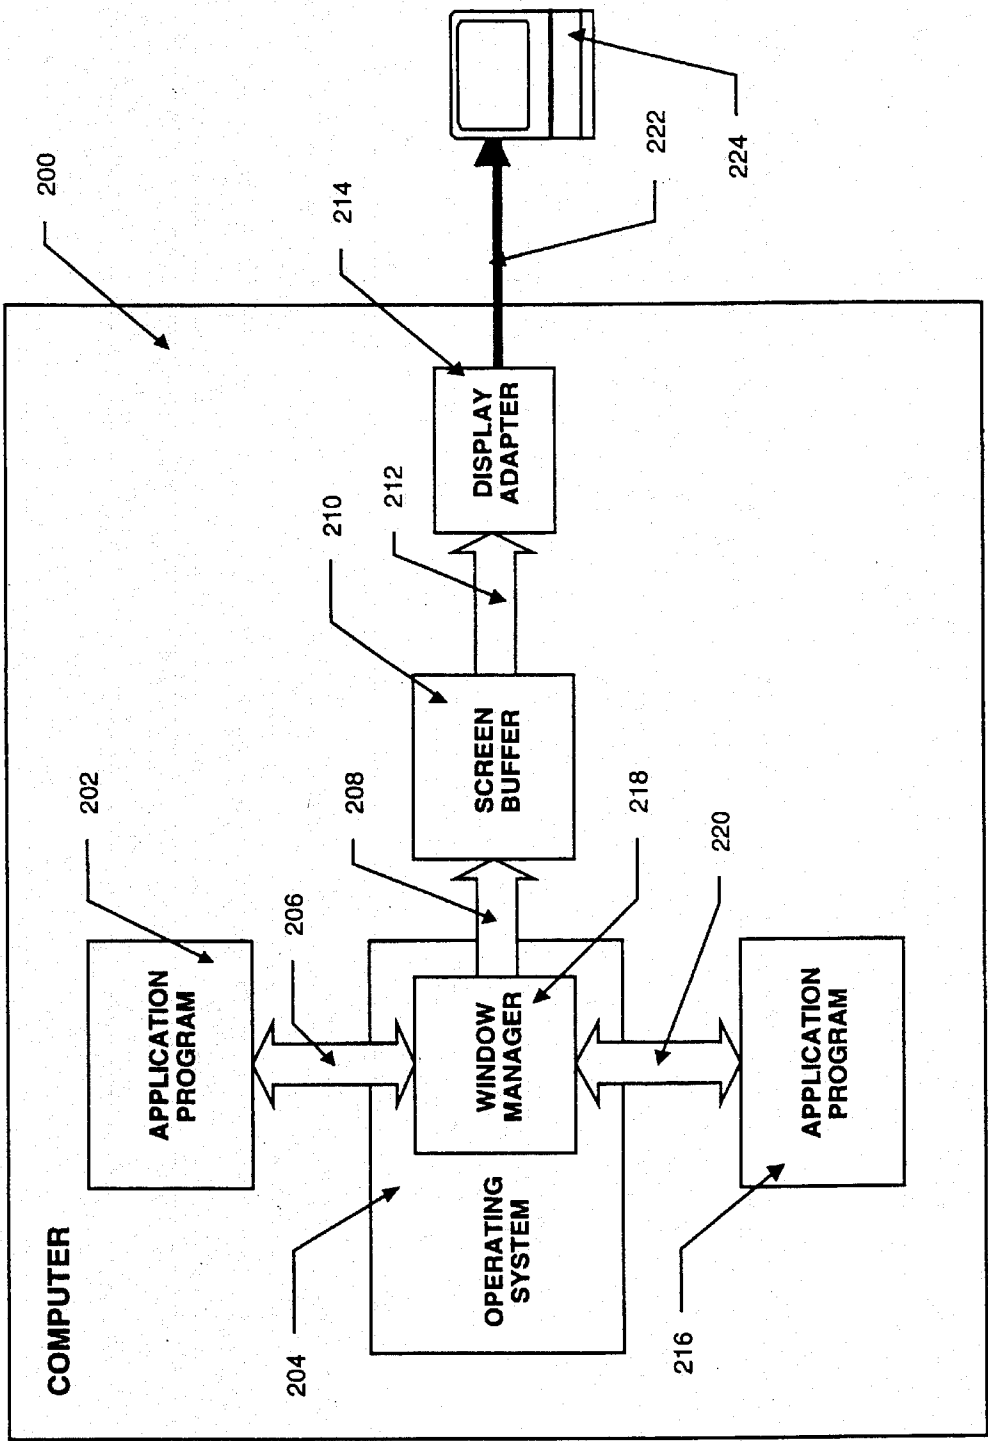 COMPUTER
200
APPLICATION
PROGRAM
202
206
204
OPERATING
SYSTEM
WINDOW
MANAGER
208
SCREEN
BUFFER
210
212
DISPLAY
ADAPTER
214
218
220
222
224
216
APPLICATION
PROGRAM